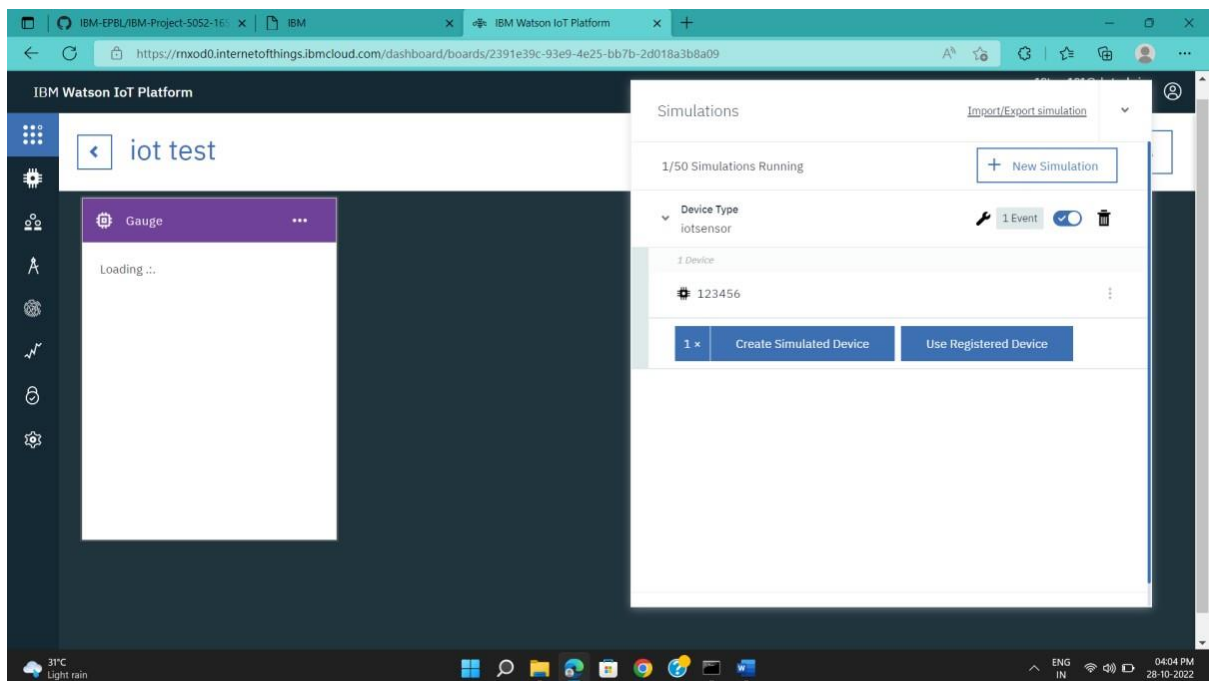 IBM-EPBL/IBM-Project-5052-165
IBM
IBM Watson IoT Platform
https://rnxod0.internetofthings.ibmcloud.com/dashboard/boards/2391e39c-93e9-4e25-bb7b-2d018a3b8a09
IBM Watson IoT Platform
iot test
Gauge
Loading .:.
Simulations
Import/Export simulation
1/50 Simulations Running
+ New Simulation
Device Type
iotsensor
1 Event
1 Device
123456
1 × Create Simulated Device
Use Registered Device
31°C
Light rain
ENG
IN
04:04 PM
28-10-2022